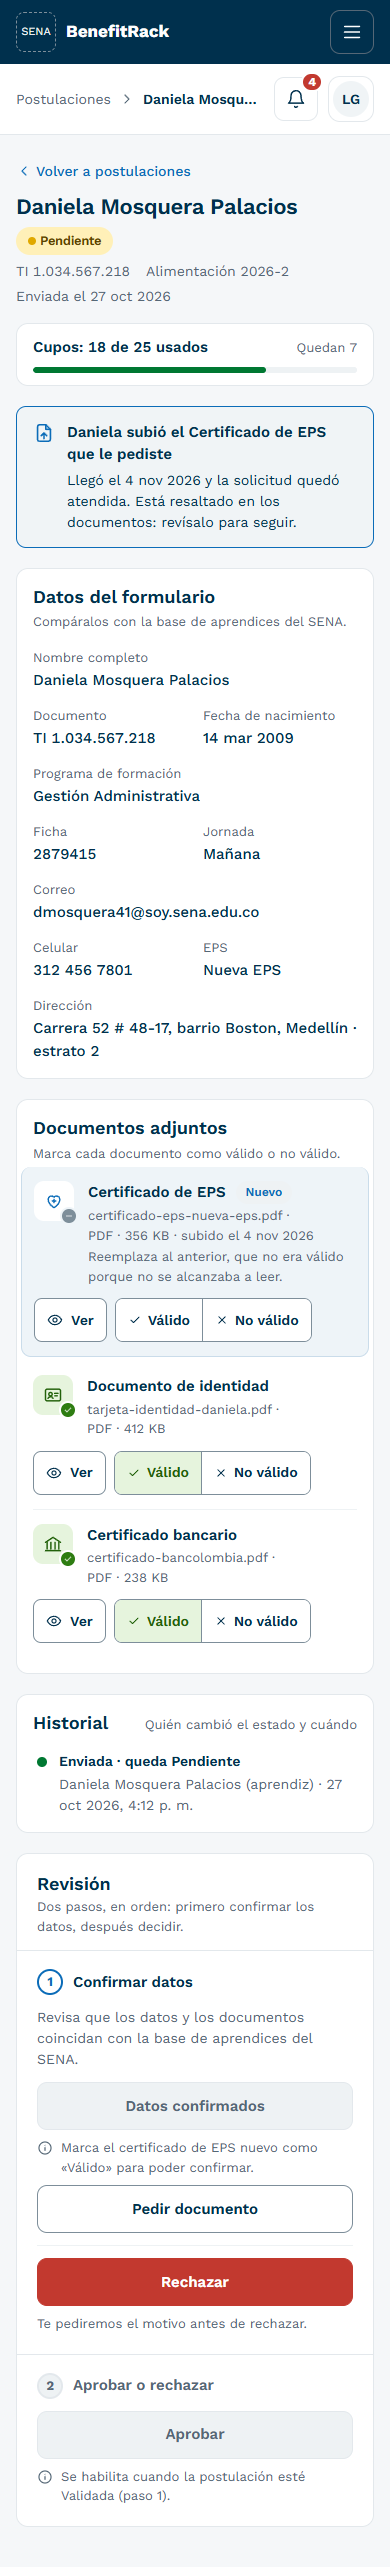 SENA BenefitRack
Postulaciones > Daniela Mosqu... 4 LG
< Volver a postulaciones
Daniela Mosquera Palacios
Pendiente
TI 1.034.567.218 Alimentación 2026-2
Enviada el 27 oct 2026
Cupos: 18 de 25 usados Quedan 7
Daniela subió el Certificado de EPS
que le pediste
Llegó el 4 nov 2026 y la solicitud quedó
atendida. Está resaltado en los
documentos: revísalo para seguir.
Datos del formulario
Compáralos con la base de aprendices del SENA.
Nombre completo
Daniela Mosquera Palacios
Documento Fecha de nacimiento
TI 1.034.567.218 14 mar 2009
Programa de formación
Gestión Administrativa
Ficha Jornada
2879415 Mañana
Correo
dmosquera41@soy.sena.edu.co
Celular EPS
312 456 7801 Nueva EPS
Dirección
Carrera 52 # 48-17, barrio Boston, Medellín ·
estrato 2
Documentos adjuntos
Marca cada documento como válido o no válido.
Certificado de EPS Nuevo
certificado-eps-nueva-eps.pdf ·
PDF · 356 KB · subido el 4 nov 2026
Reemplaza al anterior, que no era válido
porque no se alcanzaba a leer.
Ver Válido No válido
Documento de identidad
tarjeta-identidad-daniela.pdf ·
PDF · 412 KB
Ver Válido No válido
Certificado bancario
certificado-bancolombia.pdf ·
PDF · 238 KB
Ver Válido No válido
Historial Quién cambió el estado y cuándo
Enviada · queda Pendiente
Daniela Mosquera Palacios (aprendiz) · 27
oct 2026, 4:12 p. m.
Revisión
Dos pasos, en orden: primero confirmar los
datos, después decidir.
1 Confirmar datos
Revisa que los datos y los documentos
coincidan con la base de aprendices del
SENA.
Datos confirmados
Marca el certificado de EPS nuevo como
«Válido» para poder confirmar.
Pedir documento
Rechazar
Te pediremos el motivo antes de rechazar.
2 Aprobar o rechazar
Aprobar
Se habilita cuando la postulación esté
Validada (paso 1).